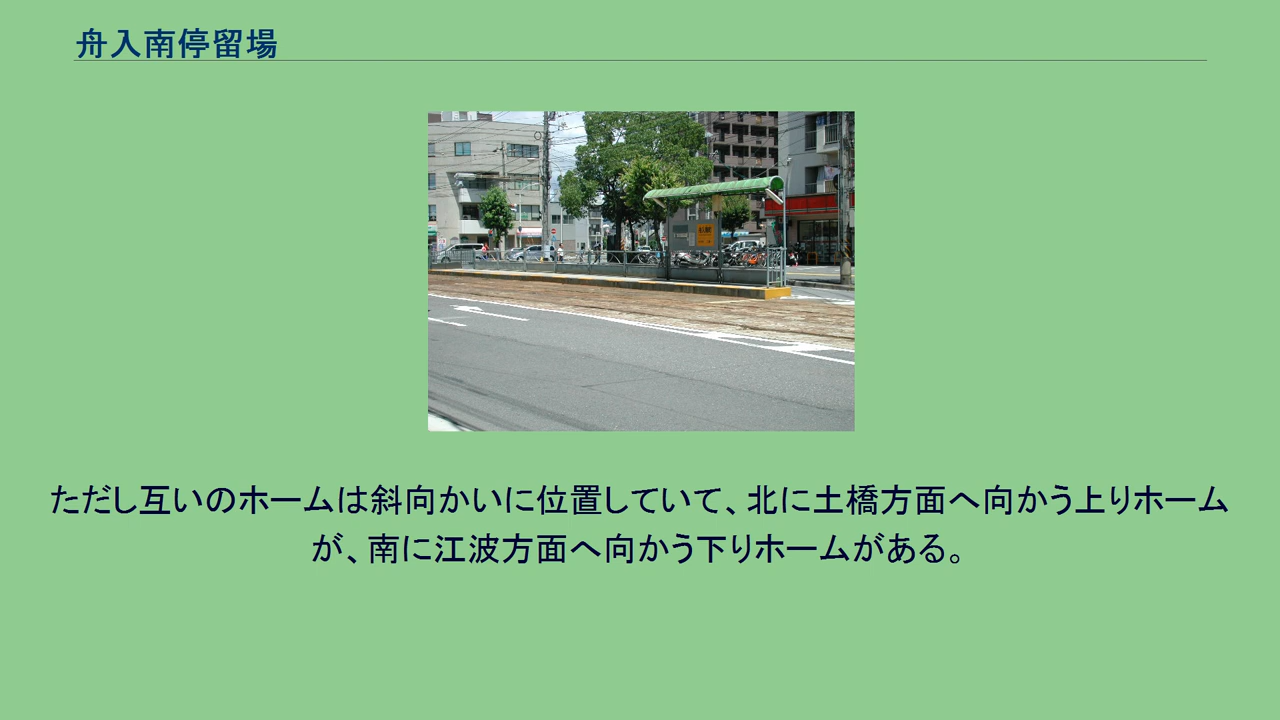 舟入南停留場
ただし互いのホームは斜向かいに位置していて、北に土橋方面へ向かう上りホーム
が、南に江波方面へ向かう下りホームがある。